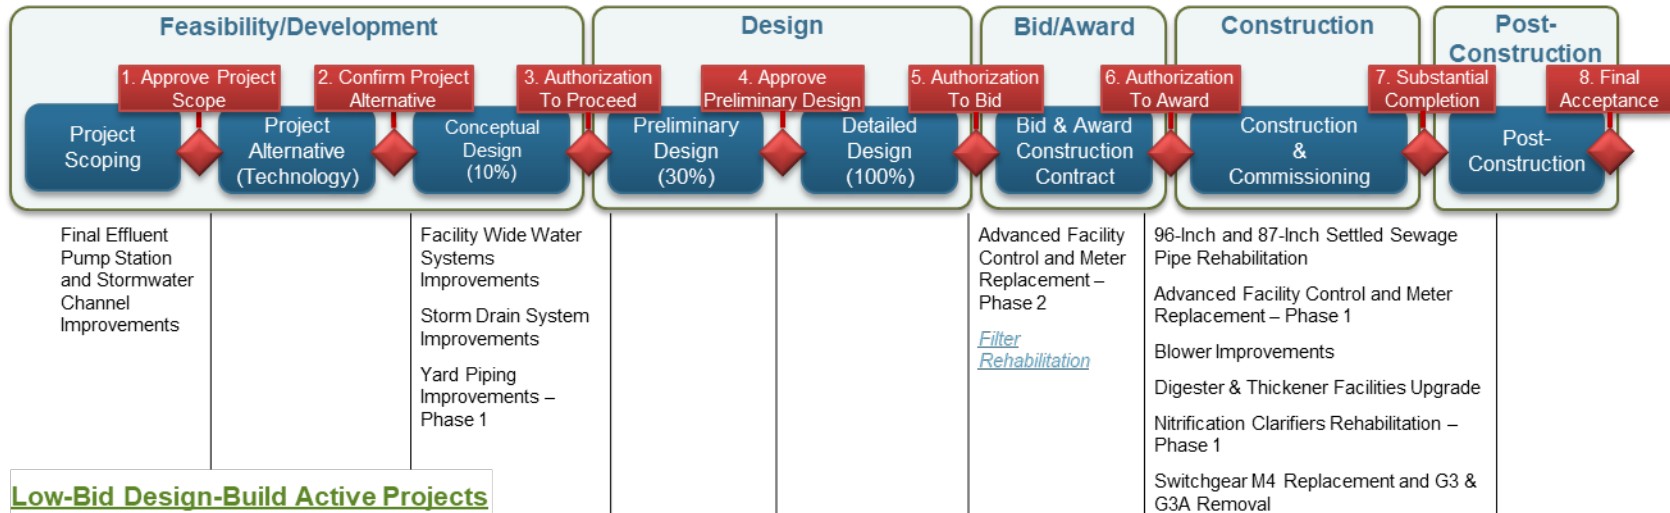 Feasibility/Development
Design
Bid/Award
Construction
Post-
Construction
1. Approve Project
Scope
2. Confirm Project
Alternative
3. Authorization
To Proceed
4. Approve
Preliminary Design
5. Authorization
To Bid
6. Authorization
To Award
7. Substantial
Completion
8. Final
Acceptance
Project
Scoping
Project
Alternative
(Technology)
Conceptual
Design
(10%)
Preliminary
Design
(30%)
Detailed
Design
(100%)
Bid & Award
Construction
Contract
Construction
&
Commissioning
Post-
Construction
Final Effluent
Pump Station
and Stormwater
Channel
Improvements
Facility Wide Water
Systems
Improvements
Storm Drain System
Improvements
Yard Piping
Improvements –
Phase 1
Advanced Facility
Control and Meter
Replacement –
Phase 2
Filter
Rehabilitation
96-Inch and 87-Inch Settled Sewage
Pipe Rehabilitation
Advanced Facility Control and Meter
Replacement – Phase 1
Blower Improvements
Digester & Thickener Facilities Upgrade
Nitrification Clarifiers Rehabilitation –
Phase 1
Switchgear M4 Replacement and G3 &
G3A Removal
Low-Bid Design-Build Active Projects